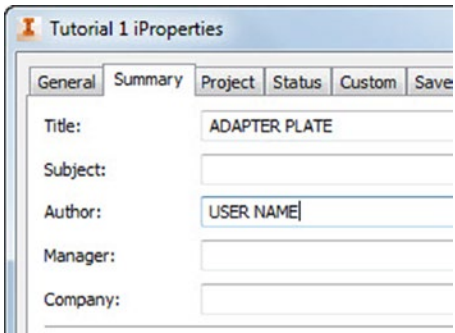 Tutorial 1 iProperties
General Summary Project Status Custom Save
Title: ADAPTER PLATE
Subject:
Author: USER NAME
Manager:
Company: